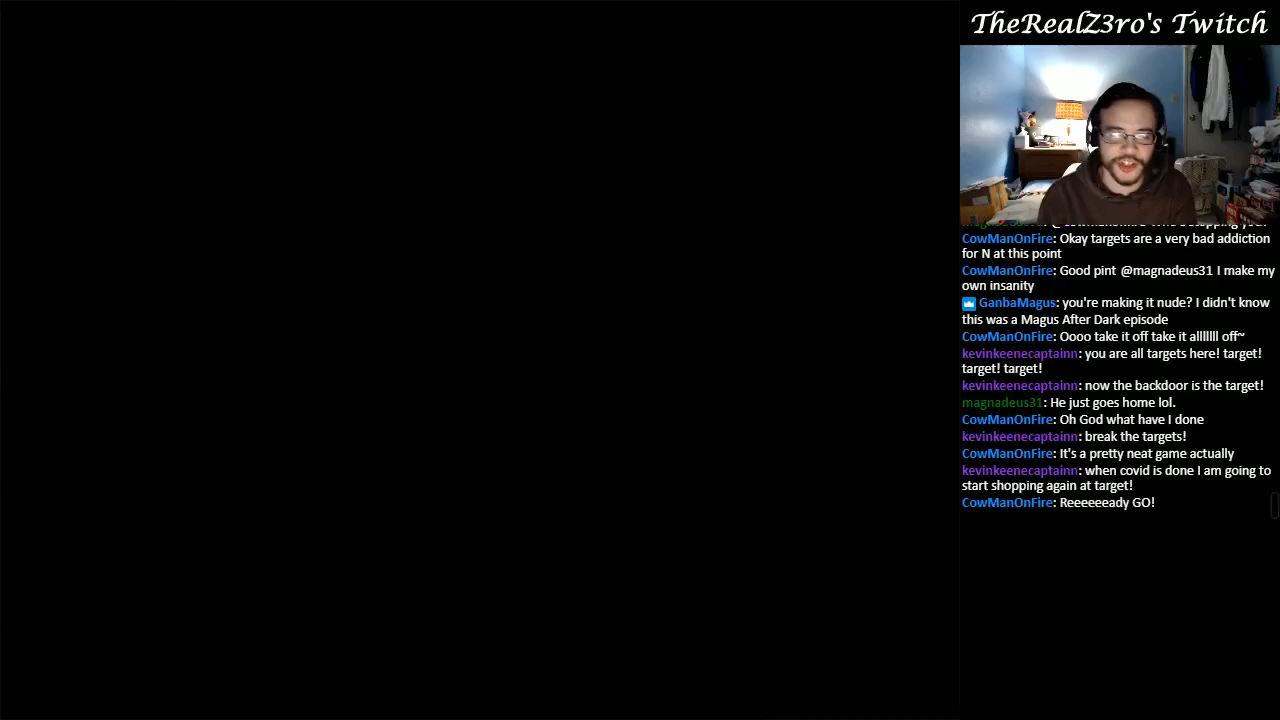 TheRealZ3ro's Twitch
CowManOnFire: Okay targets are a very bad addiction
for N at this point
CowManOnFire: Good pint @magnadeus31 I make my
own insanity
GanbaMagus: you're making it nude? I didn't know
this was a Magus After Dark episode
CowManOnFire: Oooo take it off take it alllllll off~
kevinkeenecaptainn: you are all targets here! target!
target! target!
kevinkeenecaptainn: now the backdoor is the target!
magnadeus31: He just goes home lol.
CowManOnFire: Oh God what have I done
kevinkeenecaptainn: break the targets!
CowManOnFire: It's a pretty neat game actually
kevinkeenecaptainn: when covid is done I am going to
start shopping again at target!
CowManOnFire: Reeeeeeady GO!